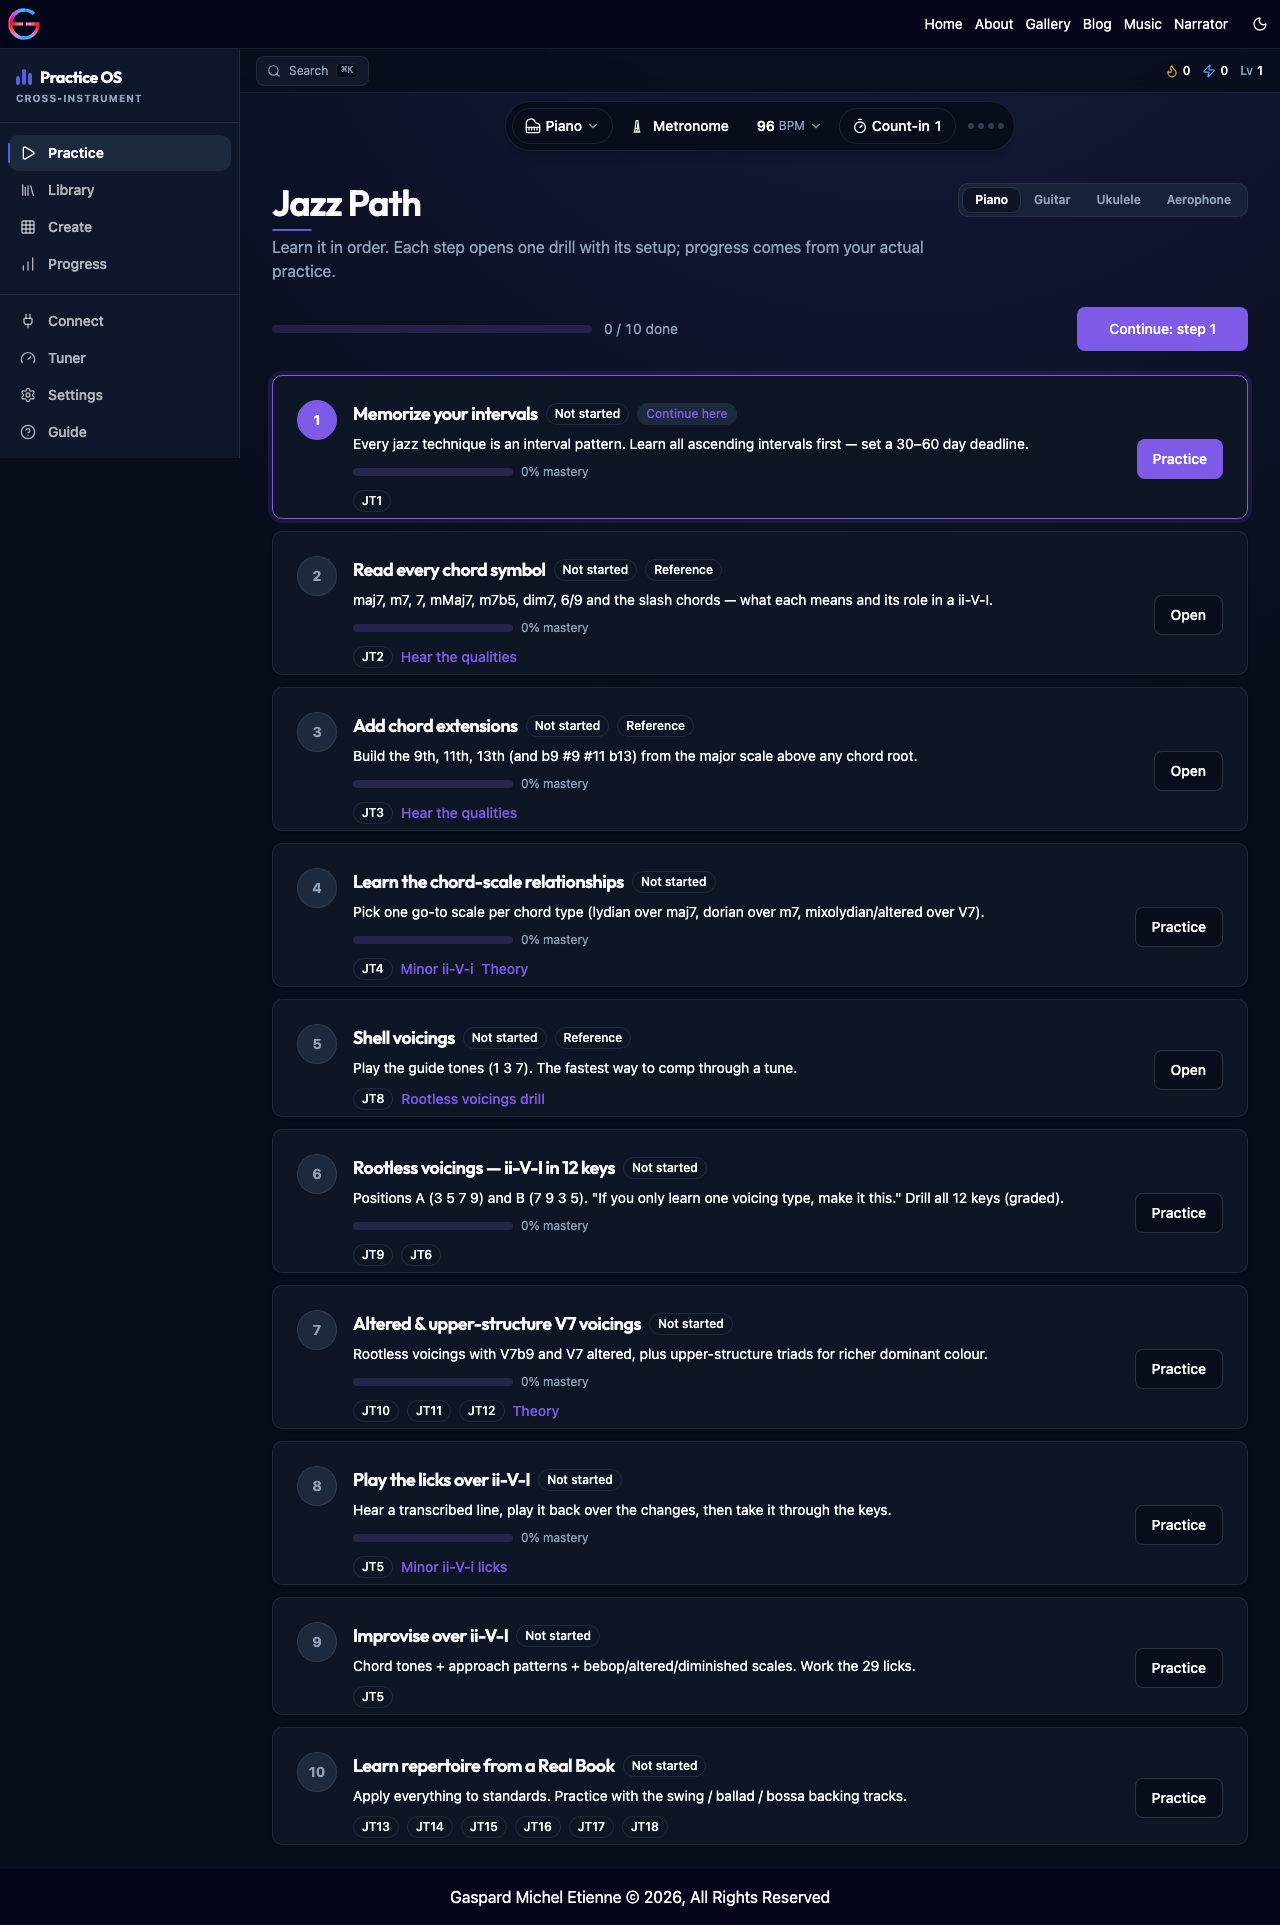 Home About Gallery Blog Music Narrator
Practice OS
CROSS-INSTRUMENT
Search ⌘K
0 0 Lv 1
Practice
Library
Create
Progress
Connect
Tuner
Settings
Guide
Piano Metronome 96 BPM Count-in 1
Jazz Path
Piano Guitar Ukulele Aerophone
Learn it in order. Each step opens one drill with its setup; progress comes from your actual
practice.
0 / 10 done
Continue: step 1
1 Memorize your intervals Not started Continue here
Every jazz technique is an interval pattern. Learn all ascending intervals first — set a 30–60 day deadline.
0% mastery
JT1
Practice
2 Read every chord symbol Not started Reference
maj7, m7, 7, mMaj7, m7b5, dim7, 6/9 and the slash chords — what each means and its role in a ii-V-I.
0% mastery
JT2 Hear the qualities
Open
3 Add chord extensions Not started Reference
Build the 9th, 11th, 13th (and b9 #9 #11 b13) from the major scale above any chord root.
0% mastery
JT3 Hear the qualities
Open
4 Learn the chord-scale relationships Not started
Pick one go-to scale per chord type (lydian over maj7, dorian over m7, mixolydian/altered over V7).
0% mastery
JT4 Minor ii-V-i Theory
Practice
5 Shell voicings Not started Reference
Play the guide tones (1 3 7). The fastest way to comp through a tune.
JT8 Rootless voicings drill
Open
6 Rootless voicings — ii-V-I in 12 keys Not started
Positions A (3 5 7 9) and B (7 9 3 5). "If you only learn one voicing type, make it this." Drill all 12 keys (graded).
0% mastery
JT9 JT6
Practice
7 Altered & upper-structure V7 voicings Not started
Rootless voicings with V7b9 and V7 altered, plus upper-structure triads for richer dominant colour.
0% mastery
JT10 JT11 JT12 Theory
Practice
8 Play the licks over ii-V-I Not started
Hear a transcribed line, play it back over the changes, then take it through the keys.
0% mastery
JT5 Minor ii-V-i licks
Practice
9 Improvise over ii-V-I Not started
Chord tones + approach patterns + bebop/altered/diminished scales. Work the 29 licks.
JT5
Practice
10 Learn repertoire from a Real Book Not started
Apply everything to standards. Practice with the swing / ballad / bossa backing tracks.
JT13 JT14 JT15 JT16 JT17 JT18
Practice
Gaspard Michel Etienne © 2026, All Rights Reserved